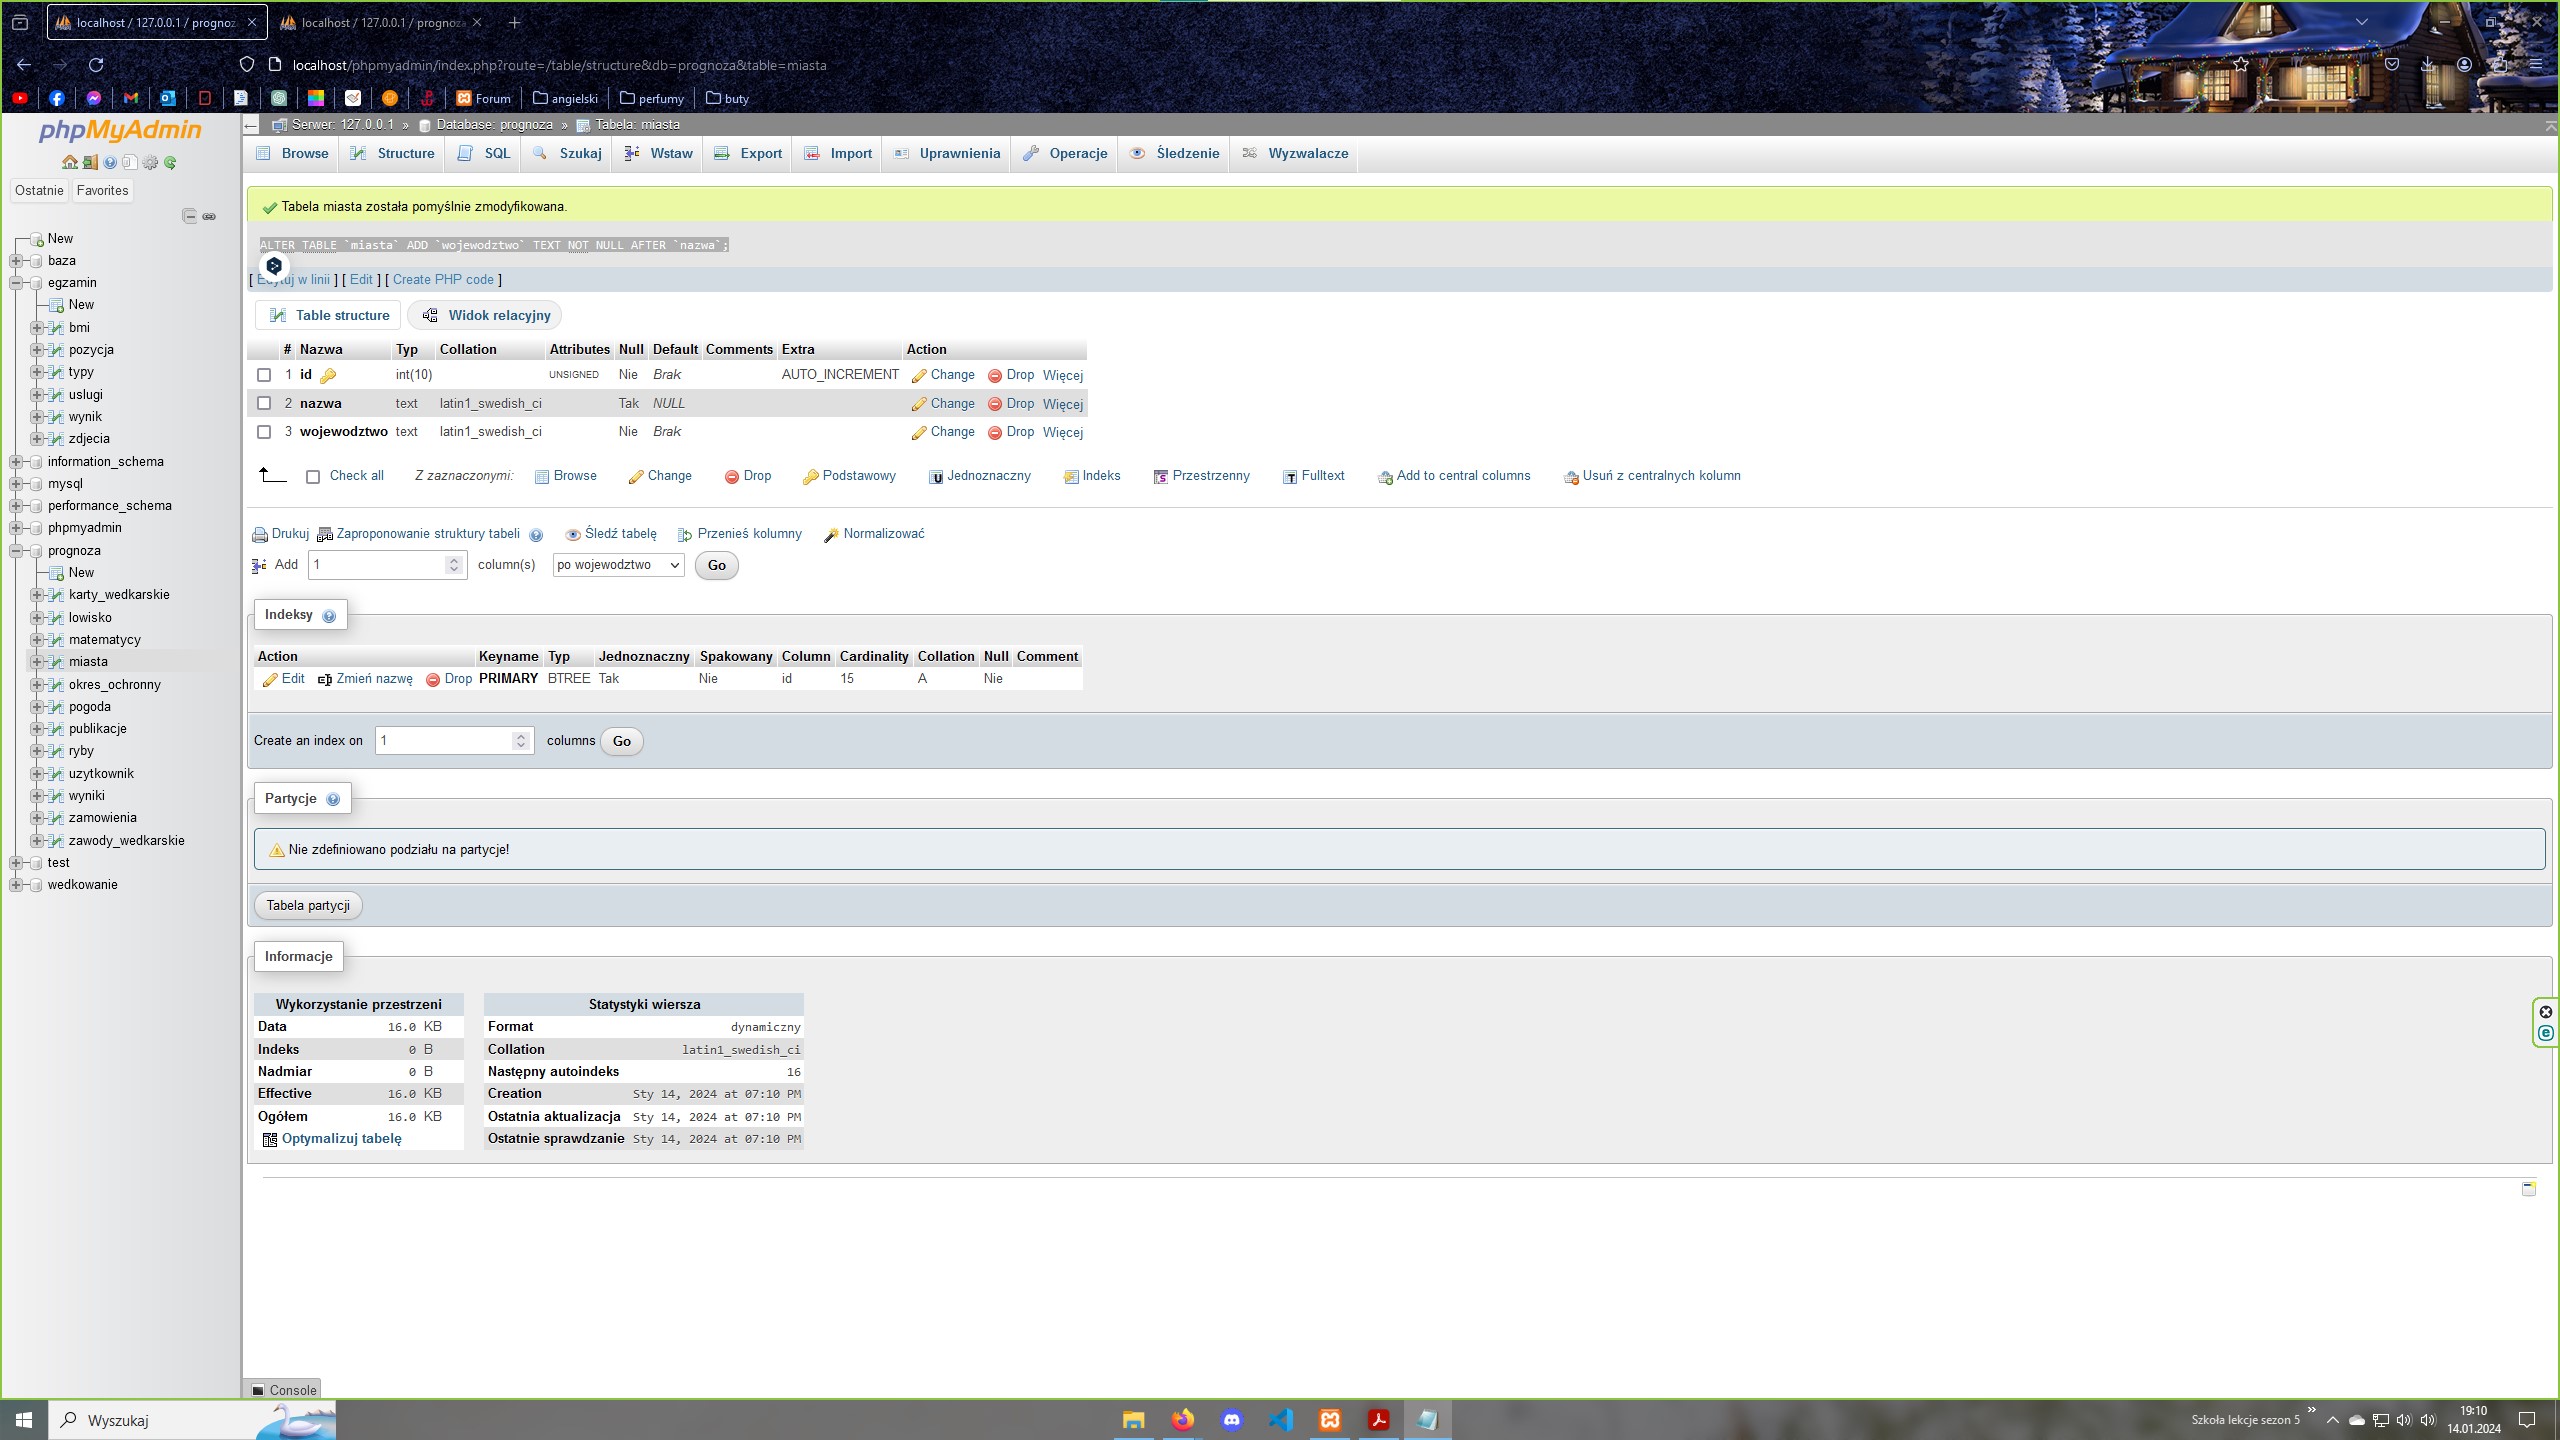 localhost / 127.0.0.1 / prognoz
localhost / 127.0.0.1 / prognoza
localhost/phpmyadmin/index.php?route=/table/structure&db=prognoza&table=miasta
Forum
angielski
perfumy
buty
phpMyAdmin
Ostatnie
Favorites
New
baza
egzamin
New
bmi
pozycja
typy
uslugi
wynik
zdjecia
information_schema
mysql
performance_schema
phpmyadmin
prognoza
New
karty_wedkarskie
lowisko
matematycy
miasta
okres_ochronny
pogoda
publikacje
ryby
uzytkownik
wyniki
zamowienia
zawody_wedkarskie
test
wedkowanie
Serwer: 127.0.0.1 » Database: prognoza » Tabela: miasta
Browse Structure SQL Szukaj Wstaw Export Import Uprawnienia Operacje Śledzenie Wyzwalacze
Tabela miasta została pomyślnie zmodyfikowana.
ALTER TABLE `miasta` ADD `wojewodztwo` TEXT NOT NULL AFTER `nazwa`;
[ Edytuj w linii ] [ Edit ] [ Create PHP code ]
Table structure Widok relacyjny
# Nazwa Typ Collation Attributes Null Default Comments Extra Action
1 id int(10) UNSIGNED Nie Brak AUTO_INCREMENT Change Drop Więcej
2 nazwa text latin1_swedish_ci Tak NULL Change Drop Więcej
3 wojewodztwo text latin1_swedish_ci Nie Brak Change Drop Więcej
Check all Z zaznaczonymi: Browse Change Drop Podstawowy Jednoznaczny Indeks Przestrzenny Fulltext Add to central columns Usuń z centralnych kolumn
Drukuj Zaproponowanie struktury tabeli Śledź tabelę Przenieś kolumny Normalizować
Add 1 column(s) po wojewodztwo Go
Indeksy
Action Keyname Typ Jednoznaczny Spakowany Column Cardinality Collation Null Comment
Edit Zmień nazwę Drop PRIMARY BTREE Tak Nie id 15 A Nie
Create an index on 1 columns Go
Partycje
Nie zdefiniowano podziału na partycje!
Tabela partycji
Informacje
Wykorzystanie przestrzeni
Data 16.0 KB
Indeks 0 B
Nadmiar 0 B
Effective 16.0 KB
Ogółem 16.0 KB
Optymalizuj tabelę
Statystyki wiersza
Format dynamiczny
Collation latin1_swedish_ci
Następny autoindeks 16
Creation Sty 14, 2024 at 07:10 PM
Ostatnia aktualizacja Sty 14, 2024 at 07:10 PM
Ostatnie sprawdzanie Sty 14, 2024 at 07:10 PM
Console
Wyszukaj
Szkoła lekcje sezon 5
19:10
14.01.2024